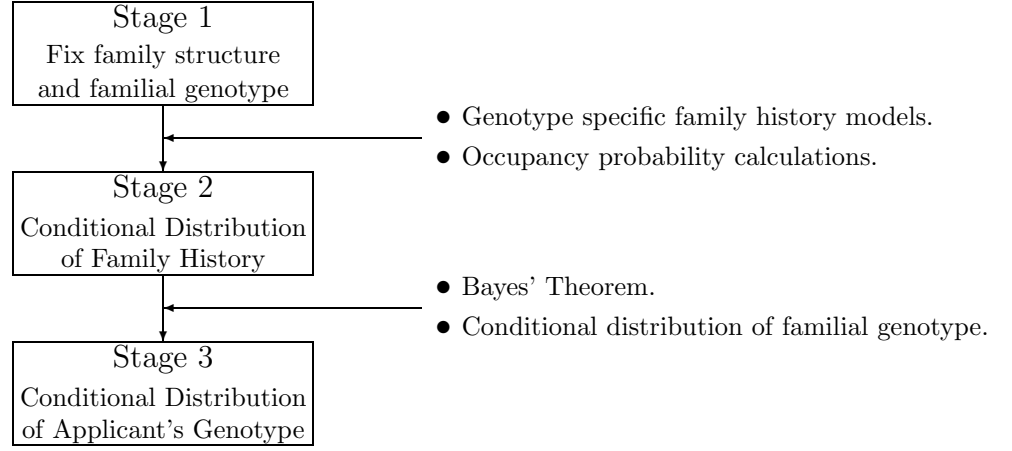 Stage 1
Fix family structure
and familial genotype
● Genotype specific family history models.
● Occupancy probability calculations.
Stage 2
Conditional Distribution
of Family History
● Bayes' Theorem.
● Conditional distribution of familial genotype.
Stage 3
Conditional Distribution
of Applicant's Genotype